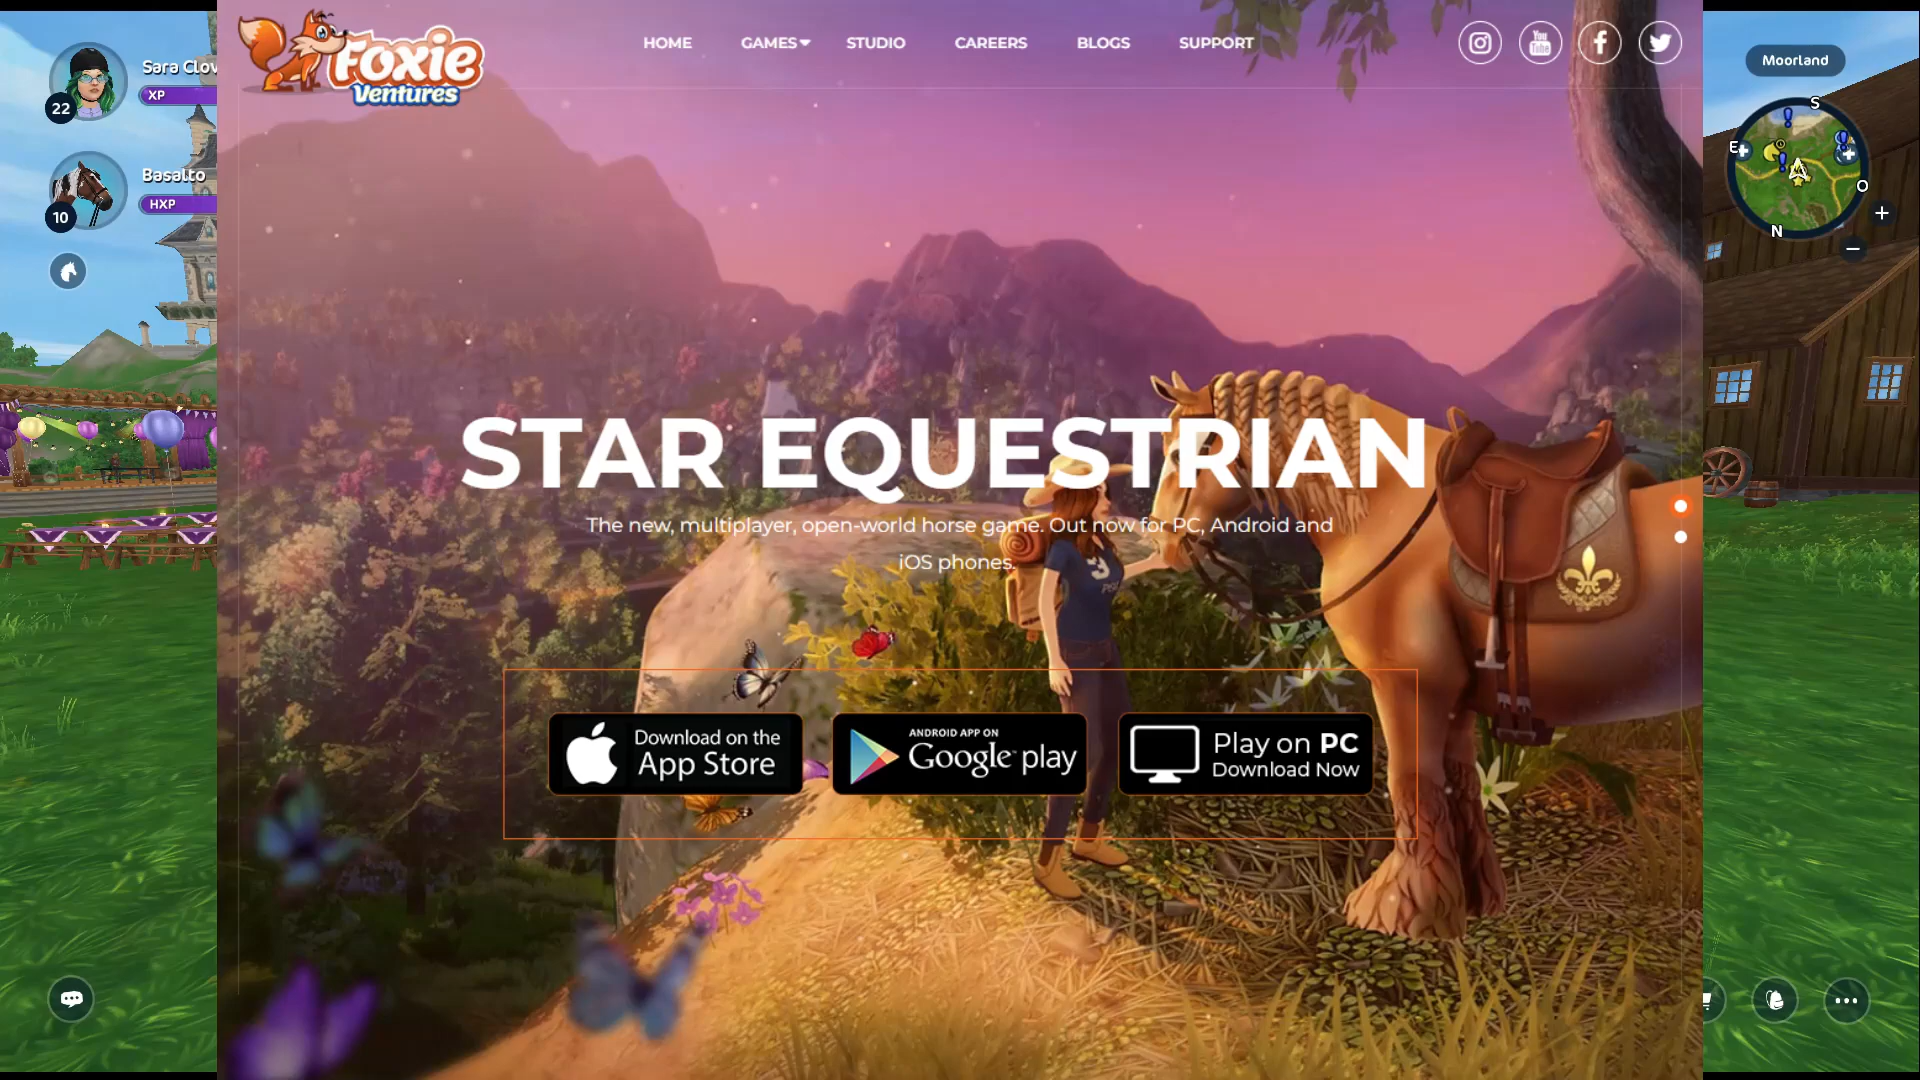 Sara Clov
XP
22
Basalto
HXP
10
Foxie
Ventures
HOME GAMES STUDIO CAREERS BLOGS SUPPORT
You
Tube
Moorland
S
E
O
N
STAR EQUESTRIAN
The new, multiplayer, open-world horse game. Out now for PC, Android and
iOS phones.
Download on the
App Store
ANDROID APP ON
Google play
Play on PC
Download Now